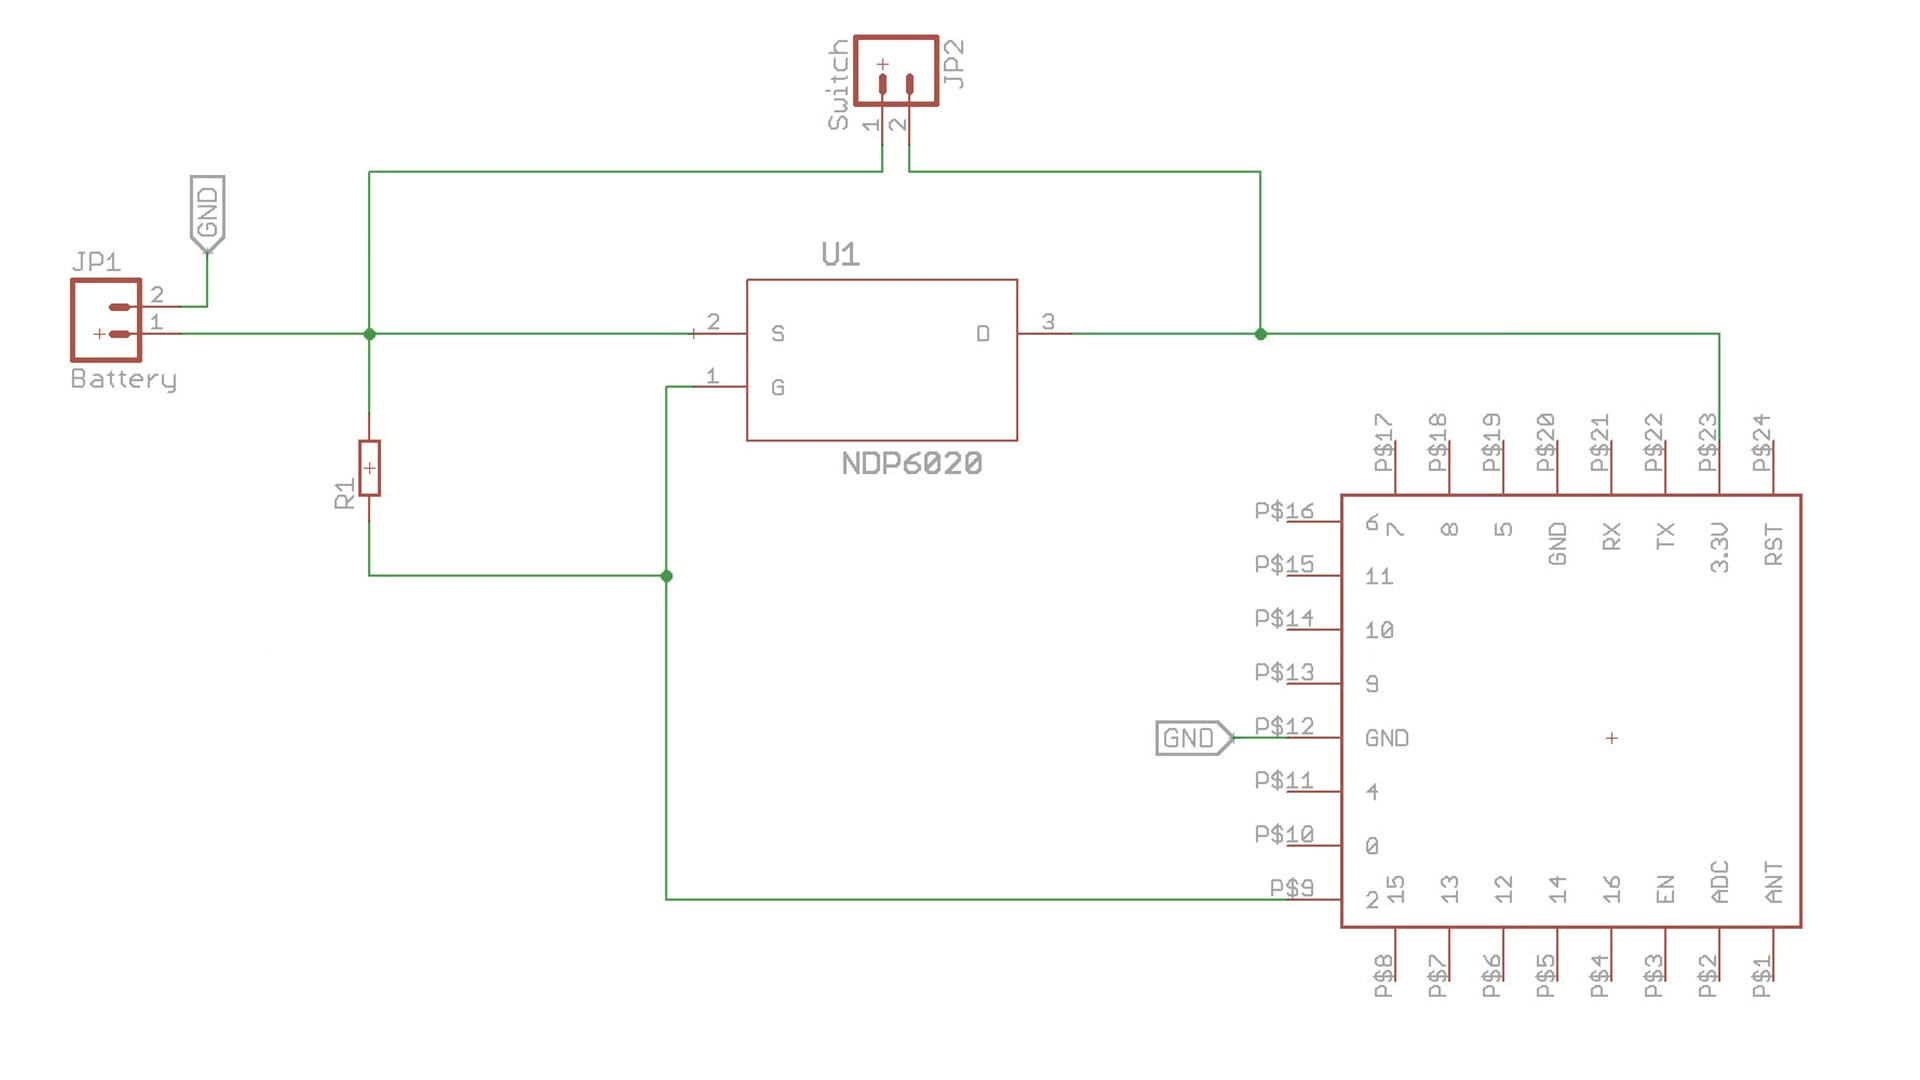 Switch
JP2
1
2
GND
JP1
2
1
Battery
U1
2
S
D
3
1
G
NDP6020
R1
P$17
P$18
P$19
P$20
P$21
P$22
P$23
P$24
P$16
6
7
8
5
GND
RX
TX
3.3V
RST
P$15
11
P$14
10
P$13
9
GND
P$12
GND
P$11
4
P$10
0
P$9
2
15
13
12
14
16
EN
ADC
ANT
P$8
P$7
P$6
P$5
P$4
P$3
P$2
P$1